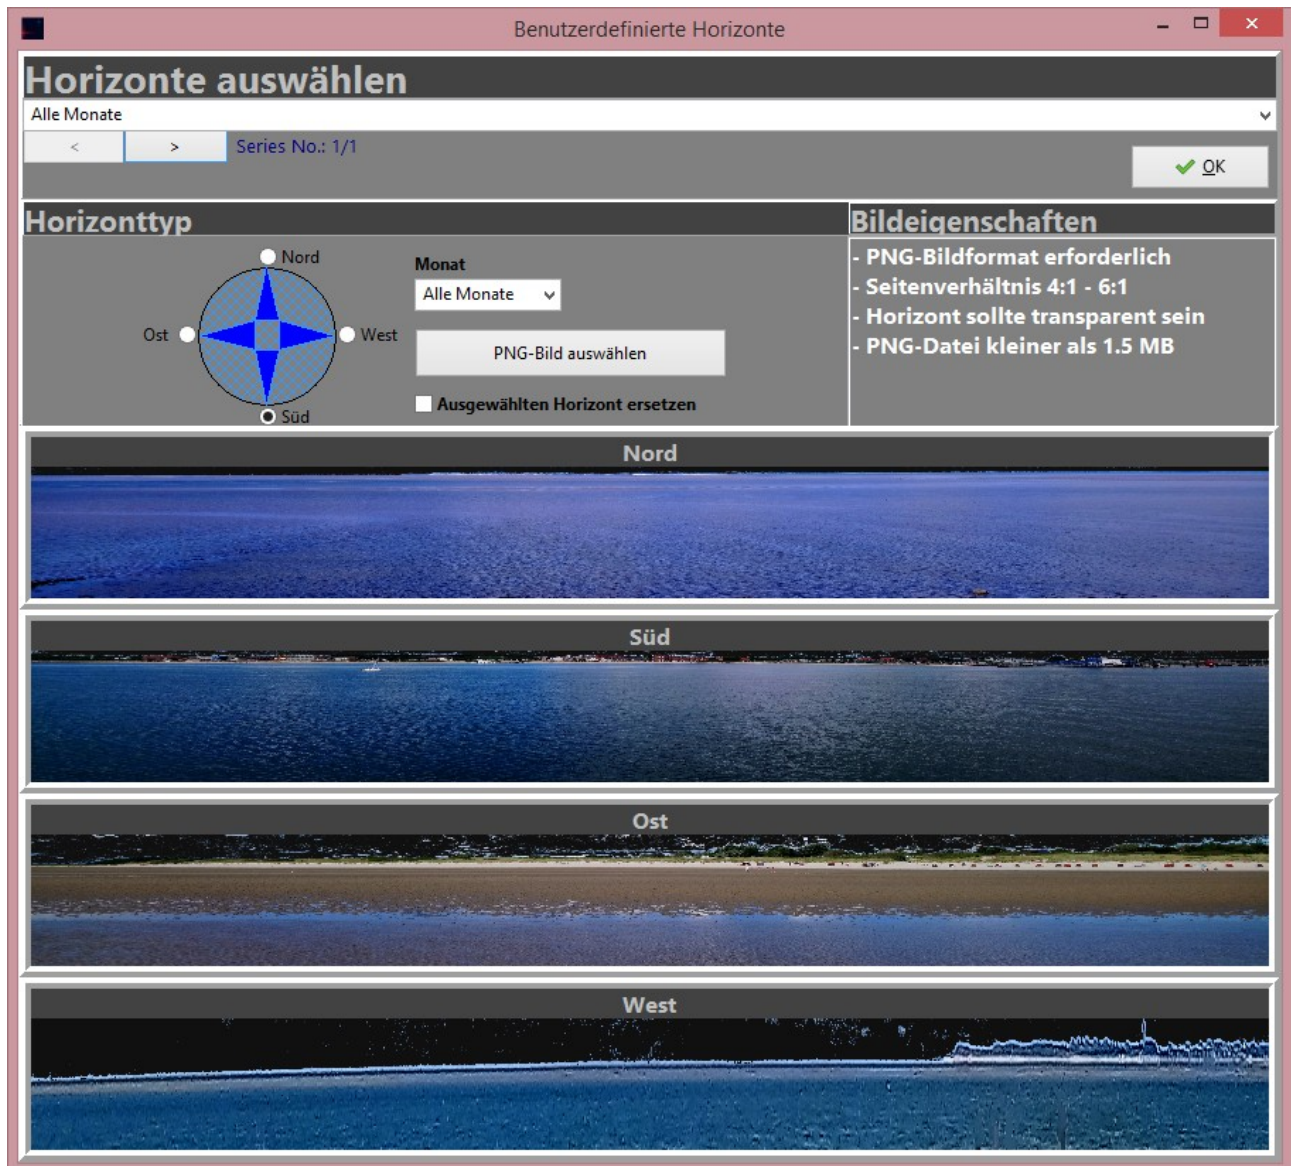 Benutzerdefinierte Horizonte
Horizonte auswählen
Alle Monate
< > Series No.: 1/1
OK
Horizonttyp
Nord
Ost
West
Süd
Monat
Alle Monate
PNG-Bild auswählen
Ausgewählten Horizont ersetzen
Bildeigenschaften
- PNG-Bildformat erforderlich
- Seitenverhältnis 4:1 - 6:1
- Horizont sollte transparent sein
- PNG-Datei kleiner als 1.5 MB
Nord
Süd
Ost
West